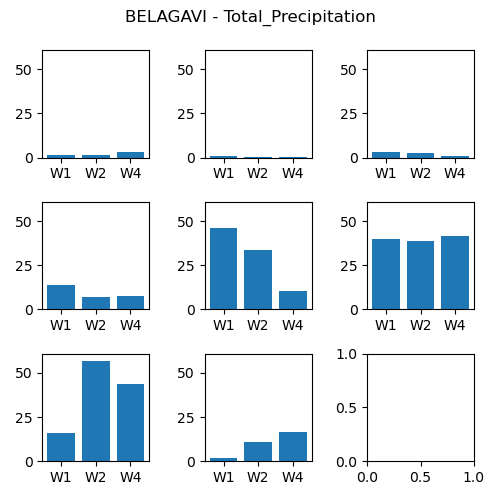 BELAGAVI - Total_Precipitation
50 50 50
25 25 25
0 0 0
W1 W2 W4 W1 W2 W4 W1 W2 W4
50 50 50
25 25 25
0 0 0
W1 W2 W4 W1 W2 W4 W1 W2 W4
1.0
50 50
0.5
25 25
0 0 0.0
W1 W2 W4 W1 W2 W4 0.0 0.5 1.0